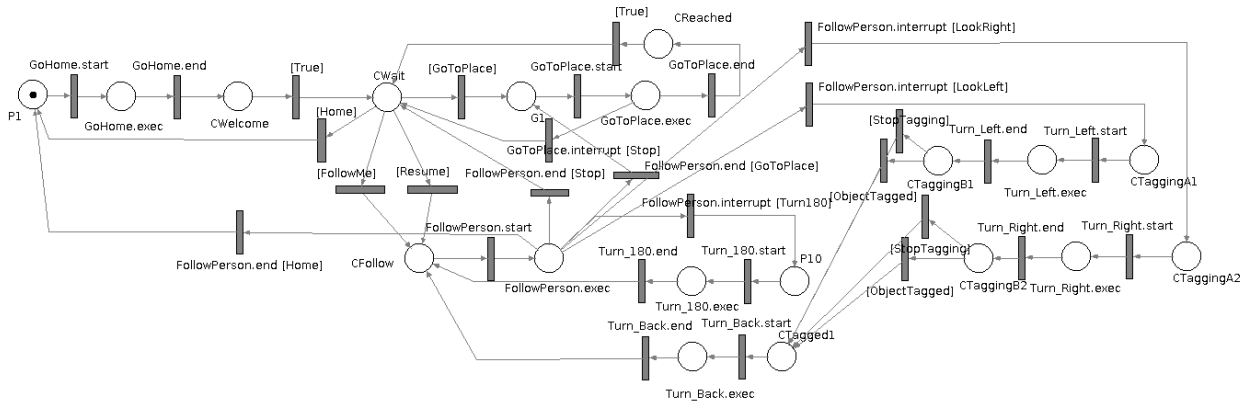 [True]
CReached
FollowPerson.interrupt [LookRight]
GoHome.start
GoHome.end
[True]
CWait
[GoToPlace]
GoToPlace.start
GoToPlace.end
P1
GoHome.exec
CWelcome
[Home]
G1
GoToPlace.exec
FollowPerson.interrupt [LookLeft]
GoToPlace.interrupt [Stop]
[StopTagging]
Turn_Left.end
Turn_Left.start
[FollowMe]
[Resume]
FollowPerson.end [Stop]
FollowPerson.end [GoToPlace]
CTaggingB1
Turn_Left.exec
CTaggingA1
[ObjectTagged]
FollowPerson.interrupt [Turn180]
FollowPerson.start
FollowPerson.end [Home]
CFollow
FollowPerson.exec
Turn_180.end
Turn_180.start
P10
Turn_180.exec
[StopTagging]
Turn_Right.end
Turn_Right.start
[ObjectTagged]
CTaggingB2
Turn_Right.exec
CTaggingA2
Turn_Back.end
Turn_Back.start
CTagged1
Turn_Back.exec